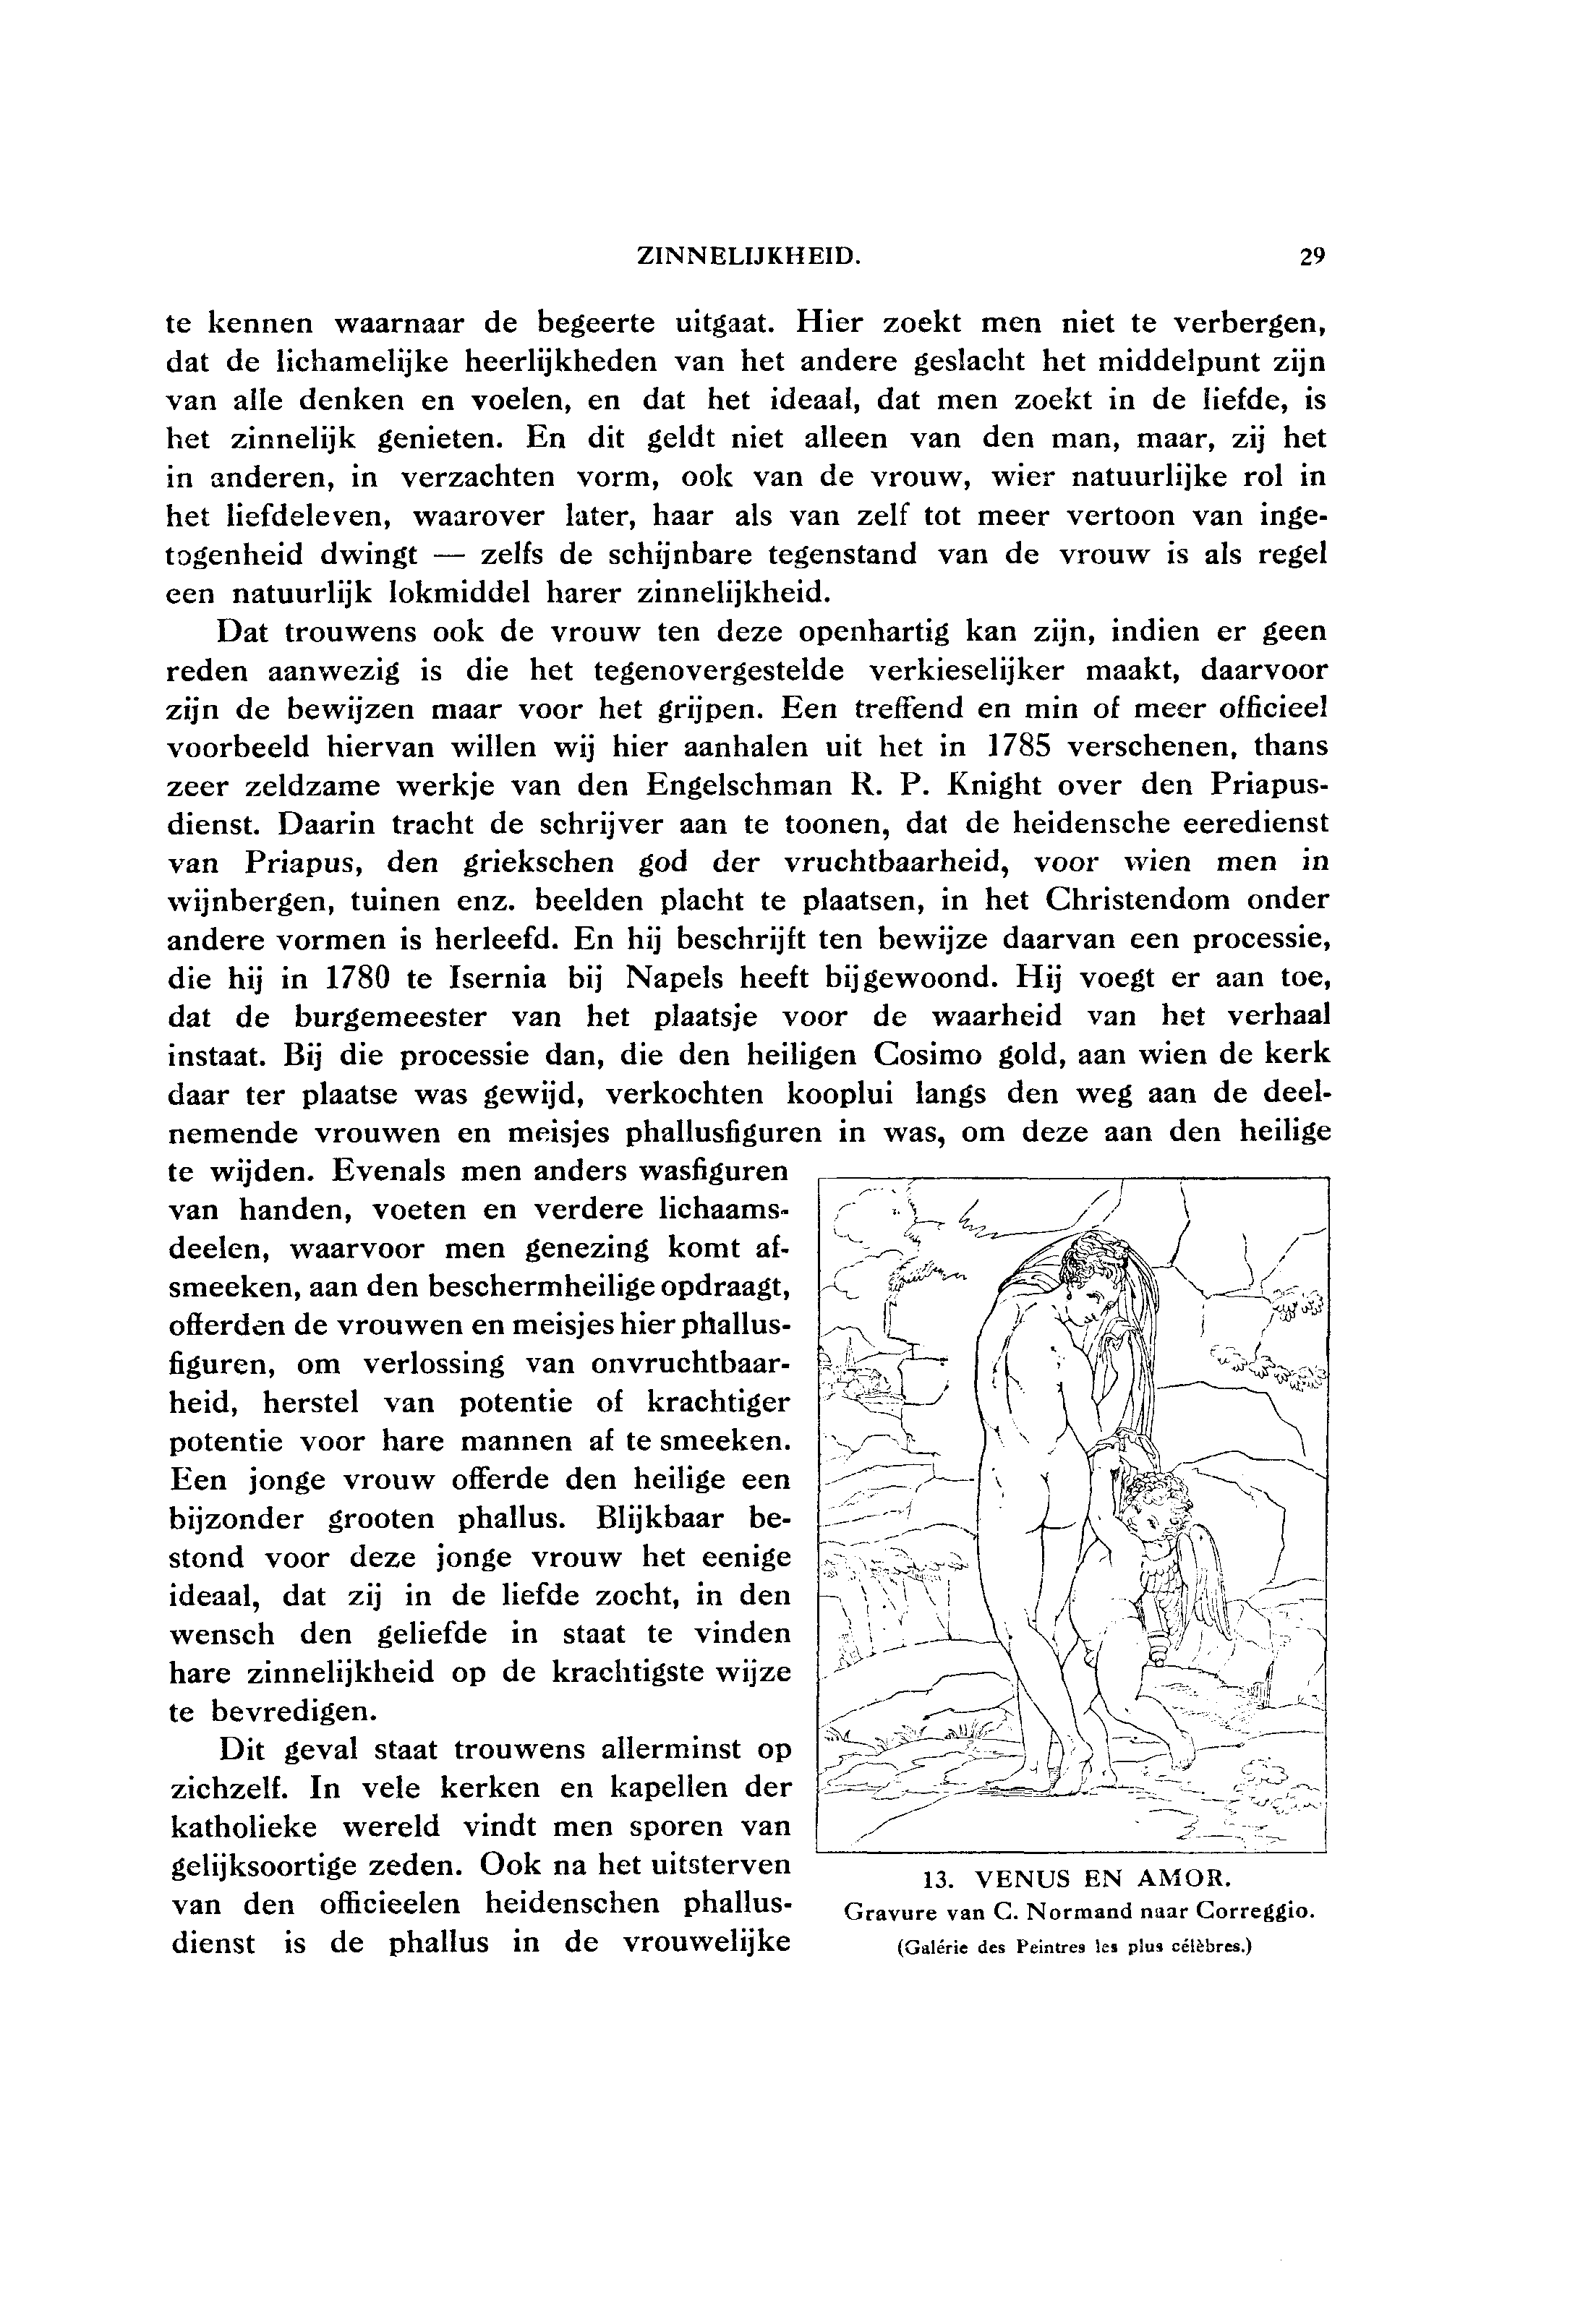 ZINNELIJKHEID. 29
te kennen waarnaar de begeerte uitgaat. Hier zoekt men niet te verbergen,
dat de lichamelijke heerlijkheden van het andere geslacht het middelpunt zijn
van alle denken en voelen, en dat het ideaal, dat men zoekt in de liefde, is
het zinnelijk genieten. En dit geldt niet alleen van den man, maar, zij het
in anderen, in verzachten vorm, ook van de vrouw, wier natuurlijke rol in
het liefdeleven, waarover later, haar als van zelf tot meer vertoon van inge-
togenheid dwingt — zelfs de schijnbare tegenstand van de vrouw is als regel
een natuurlijk lokmiddel harer zinnelijkheid.
Dat trouwens ook de vrouw ten deze openhartig kan zijn, indien er geen
reden aanwezig is die het tegenovergestelde verkieselijker maakt, daarvoor
zijn de bewijzen maar voor het grijpen. Een treffend en min of meer officieel
voorbeeld hiervan willen wij hier aanhalen uit het in 1785 verschenen, thans
zeer zeldzame werkje van den Engelschman R. P. Knight over den Priapus-
dienst. Daarin tracht de schrijver aan te toonen, dat de heidensche eeredienst
van Priapus, den griekschen god der vruchtbaarheid, voor wien men in
wijnbergen, tuinen enz. beelden placht te plaatsen, in het Christendom onder
andere vormen is herleefd. En hij beschrijft ten bewijze daarvan een processie,
die hij in 1780 te Isernia bij Napels heeft bijgewoond. Hij voegt er aan toe,
dat de burgemeester van het plaatsje voor de waarheid van het verhaal
instaat. Bij die processie dan, die den heiligen Cosimo gold, aan wien de kerk
daar ter plaatse was gewijd, verkochten kooplui langs den weg aan de deel-
nemende vrouwen en meisjes phallusfiguren in was, om deze aan den heilige
te wijden. Evenals men anders wasfiguren
van handen, voeten en verdere lichaams-
deelen, waarvoor men genezing komt af-
smeeken, aan den beschermheilige opdraagt,
offerden de vrouwen en meisjes hier phallus-
figuren, om verlossing van onvruchtbaar-
heid, herstel van potentie of krachtiger
potentie voor hare mannen af te smeeken.
Een jonge vrouw offerde den heilige een
bijzonder grooten phallus. Blijkbaar be-
stond voor deze jonge vrouw het eenige
ideaal, dat zij in de liefde zocht, in den
wensch den geliefde in staat te vinden
hare zinnelijkheid op de krachtigste wijze
te bevredigen.
Dit geval staat trouwens allerminst op
zichzelf. In vele kerken en kapellen der
katholieke wereld vindt men sporen van
gelijksoortige zeden. Ook na het uitsterven
van den officieelen heidenschen phallus-
dienst is de phallus in de vrouwelijke
13. VENUS EN AMOR.
Gravure van C. Normand naar Correggio.
(Galérie des Peintres les plus célèbres.)